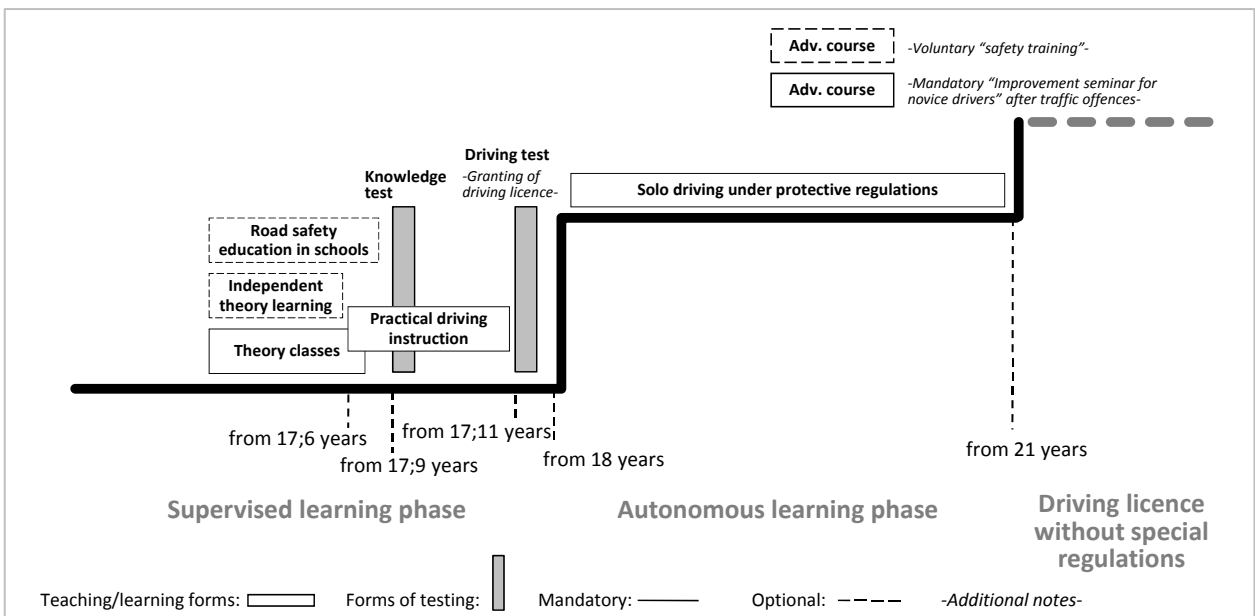 Adv. course
-Voluntary “safety training”-
Adv. course
-Mandatory “Improvement seminar for
novice drivers” after traffic offences-
Driving test
-Granting of
driving licence-
Knowledge
test
Solo driving under protective regulations
Road safety
education in schools
Independent
theory learning
Practical driving
instruction
Theory classes
from 17;6 years
from 17;9 years
from 17;11 years
from 18 years
from 21 years
Supervised learning phase
Autonomous learning phase
Driving licence
without special
regulations
Teaching/learning forms:
Forms of testing:
Mandatory:
Optional:
-Additional notes-